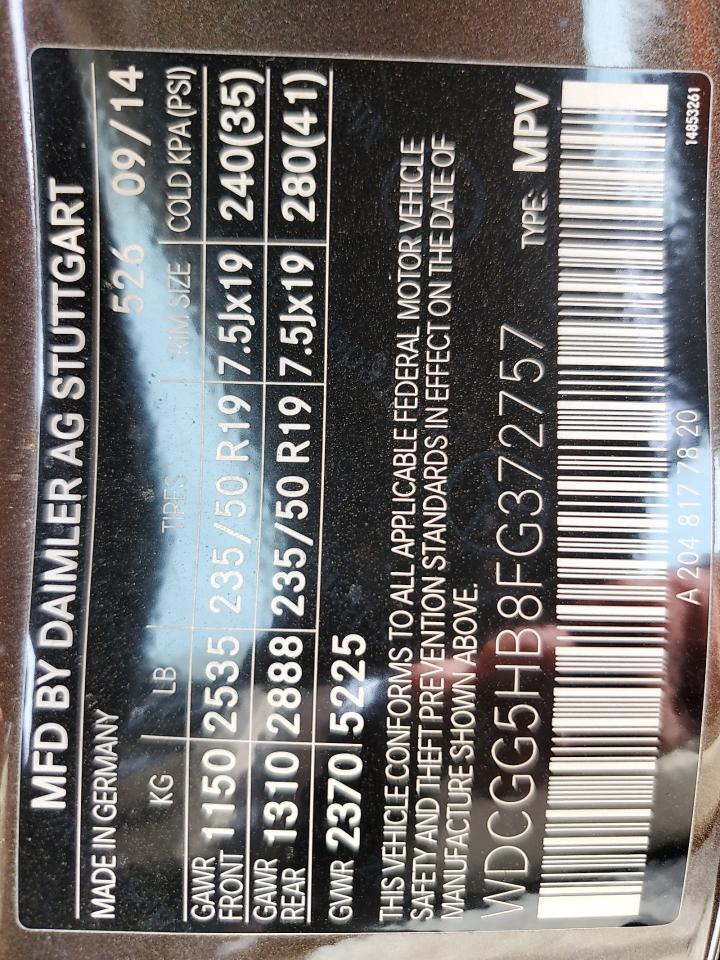 MFD BY DAIMLER AG STUTTGART
MADE IN GERMANY 526 09/14
KG LB TIRES RIM SIZE COLD KPA(PSI)
GAWR FRONT 1150 2535 235/50 R19 7.5Jx19 240(35)
GAWR REAR 1310 2888 235/50 R19 7.5Jx19 280(41)
GVWR 2370 5225
THIS VEHICLE CONFORMS TO ALL APPLICABLE FEDERAL MOTOR VEHICLE
SAFETY AND THEFT PREVENTION STANDARDS IN EFFECT ON THE DATE OF
MANUFACTURE SHOWN ABOVE.
WDCGG5HB8FG372757 TYPE: MPV
A 204 817 78 20 14853261